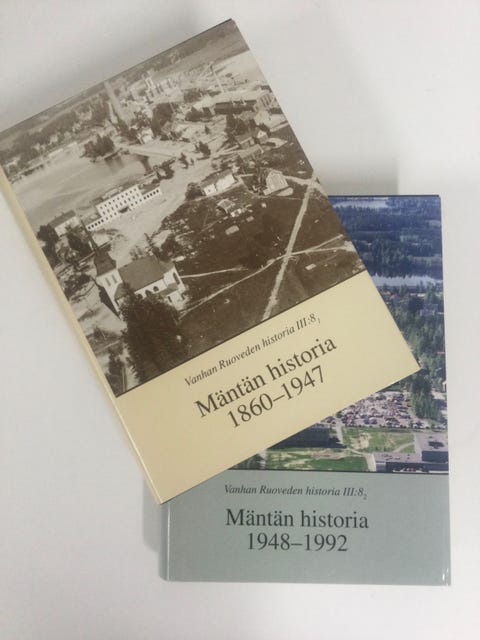 Vanhan Ruoveden historia III:8₁
Mäntän historia
1860–1947
Vanhan Ruoveden historia III:8₂
Mäntän historia
1948–1992